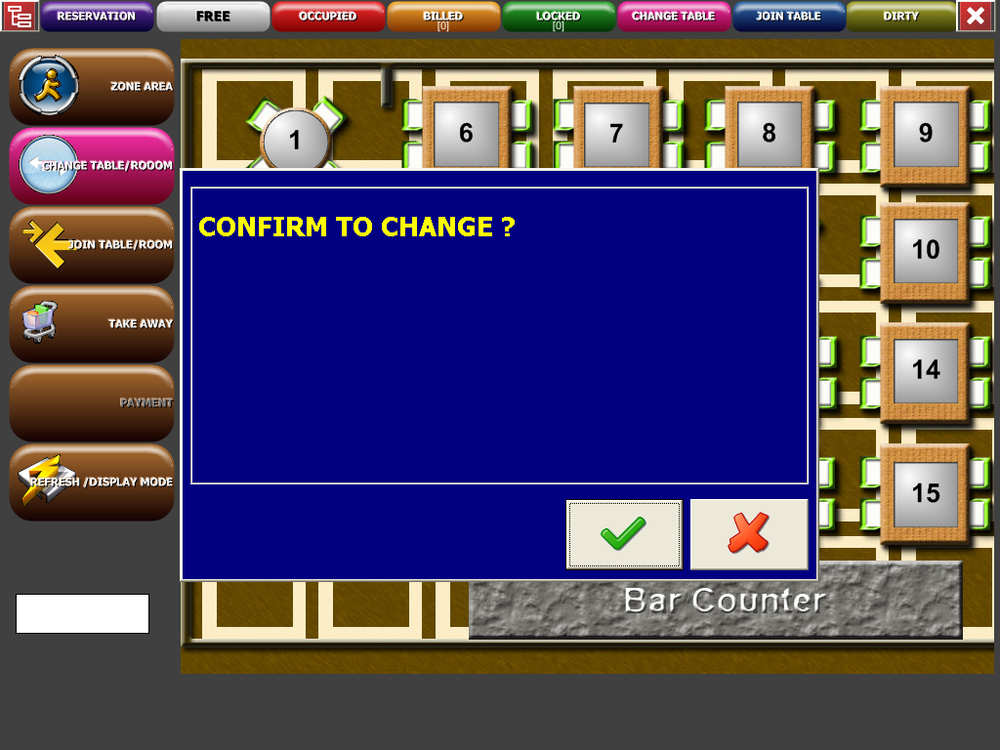 RESERVATION
FREE
OCCUPIED
BILLED
[0]
LOCKED
[0]
CHANGE TABLE
JOIN TABLE
DIRTY
ZONE AREA
CHANGE TABLE/ROOOM
JOIN TABLE/ROOM
TAKE AWAY
PAYMENT
REFRESH /DISPLAY MODE
1
6
7
8
9
10
14
15
CONFIRM TO CHANGE ?
Bar Counter